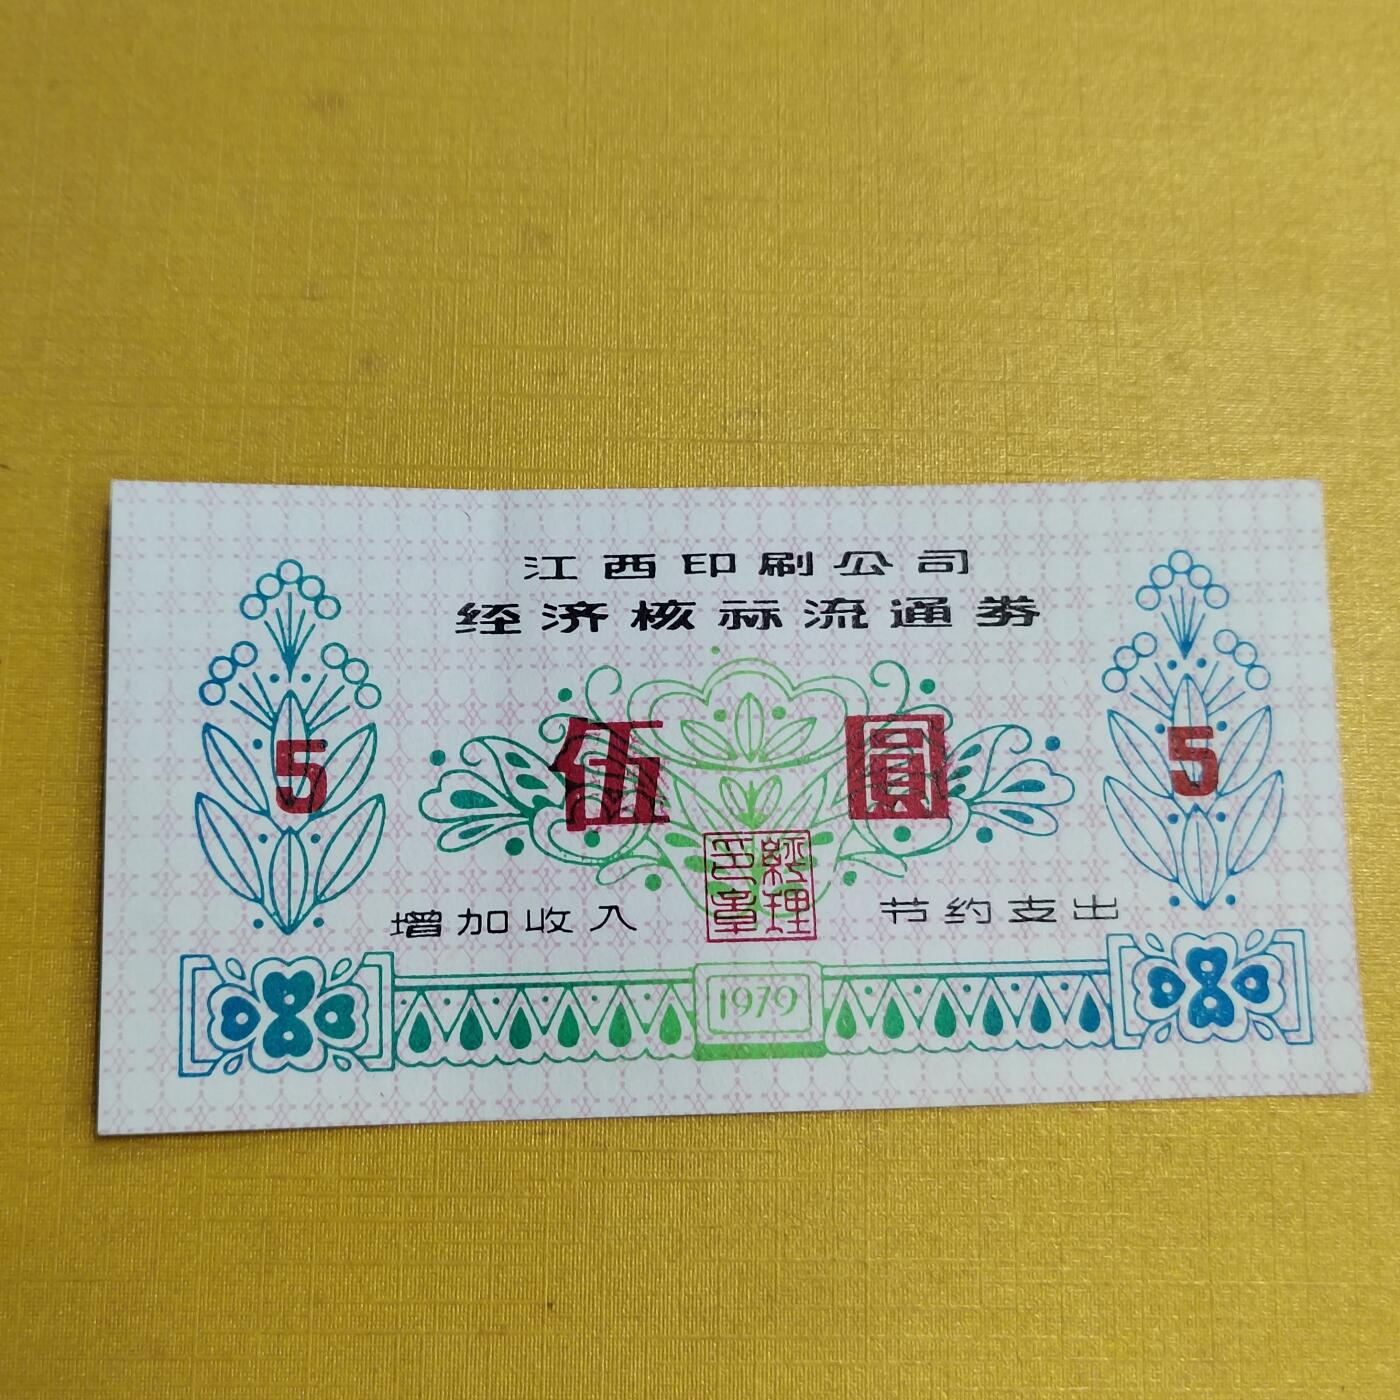 江西印刷公司
经济核祘流通券
5
伍圓
5
經理
印章
增加收入
节约支出
1979